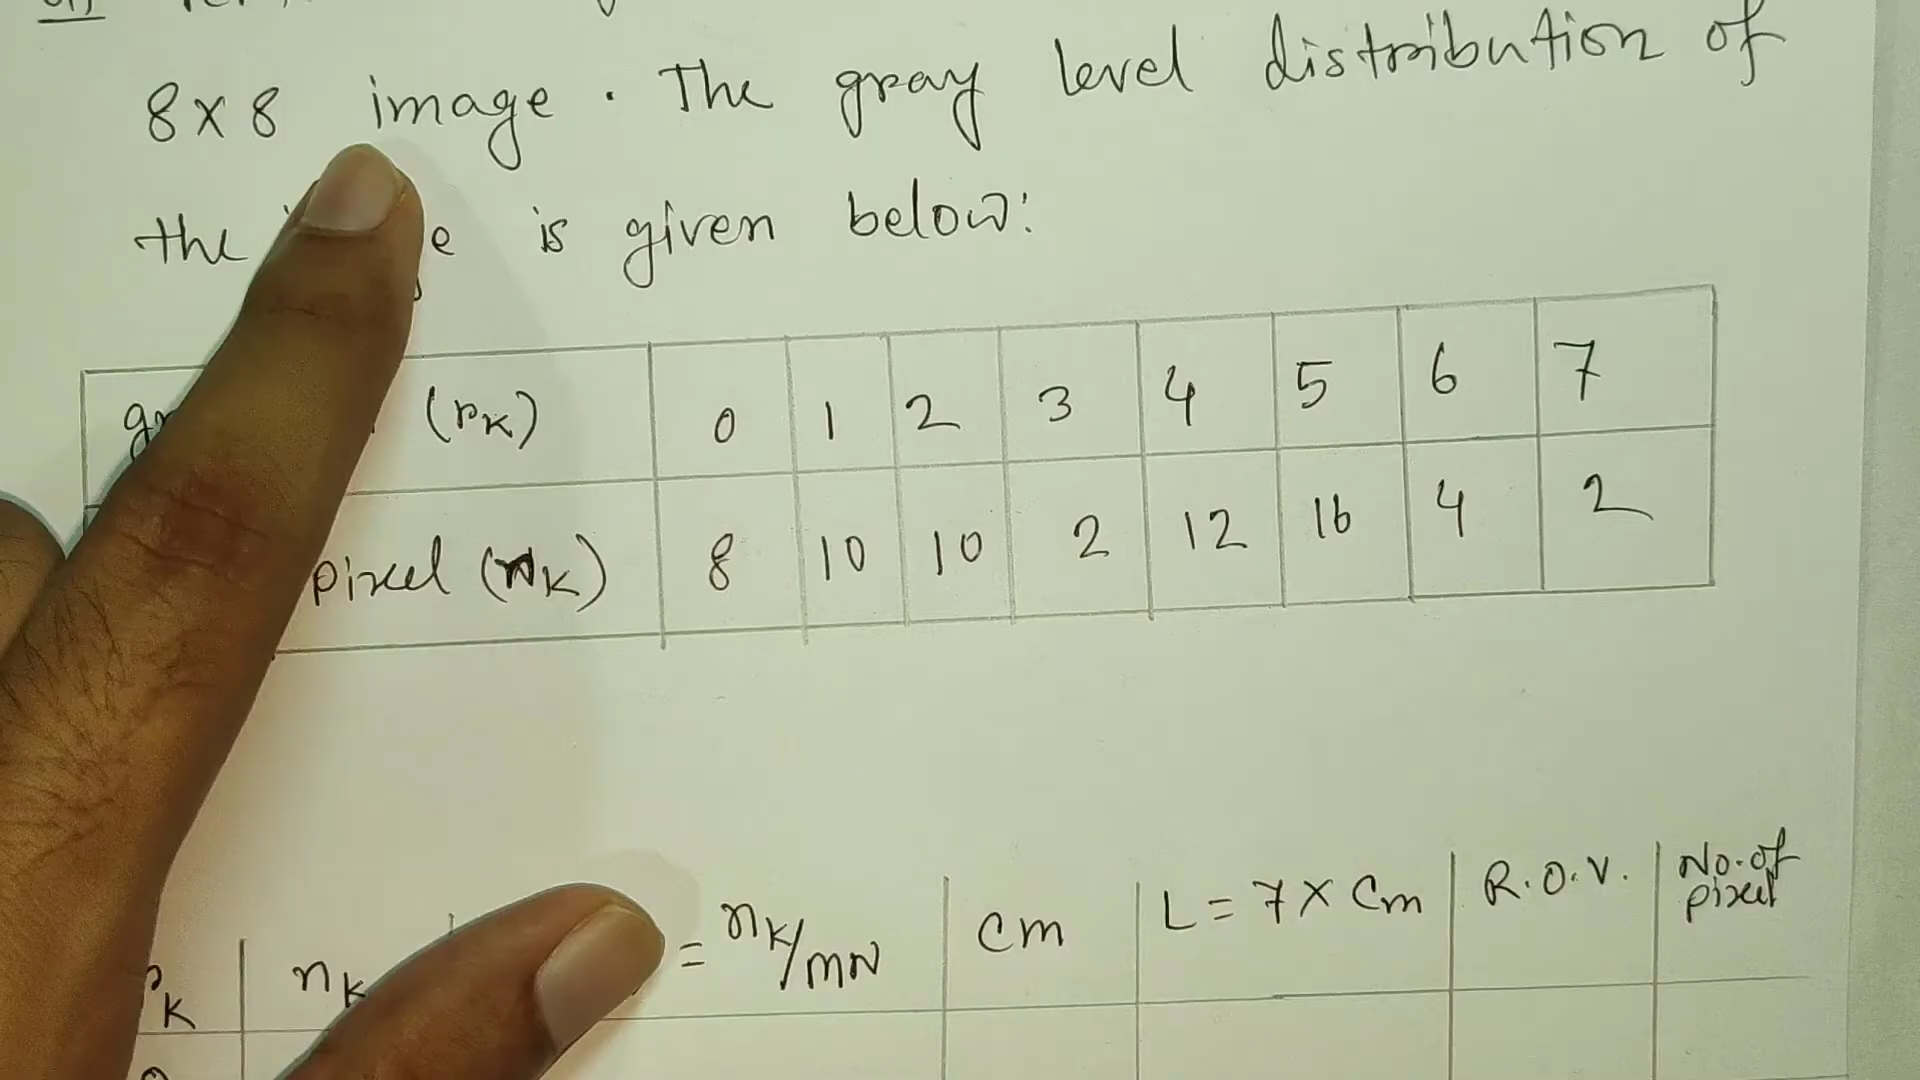 8x8 image. The gray level distribution of
the is given below:
(rk) 0 1 2 3 4 5 6 7
pixel (nk) 8 10 10 2 12 16 4 2
rk nk = nk/MN Cm L = 7 x Cm R.O.V. No. of pixel
0